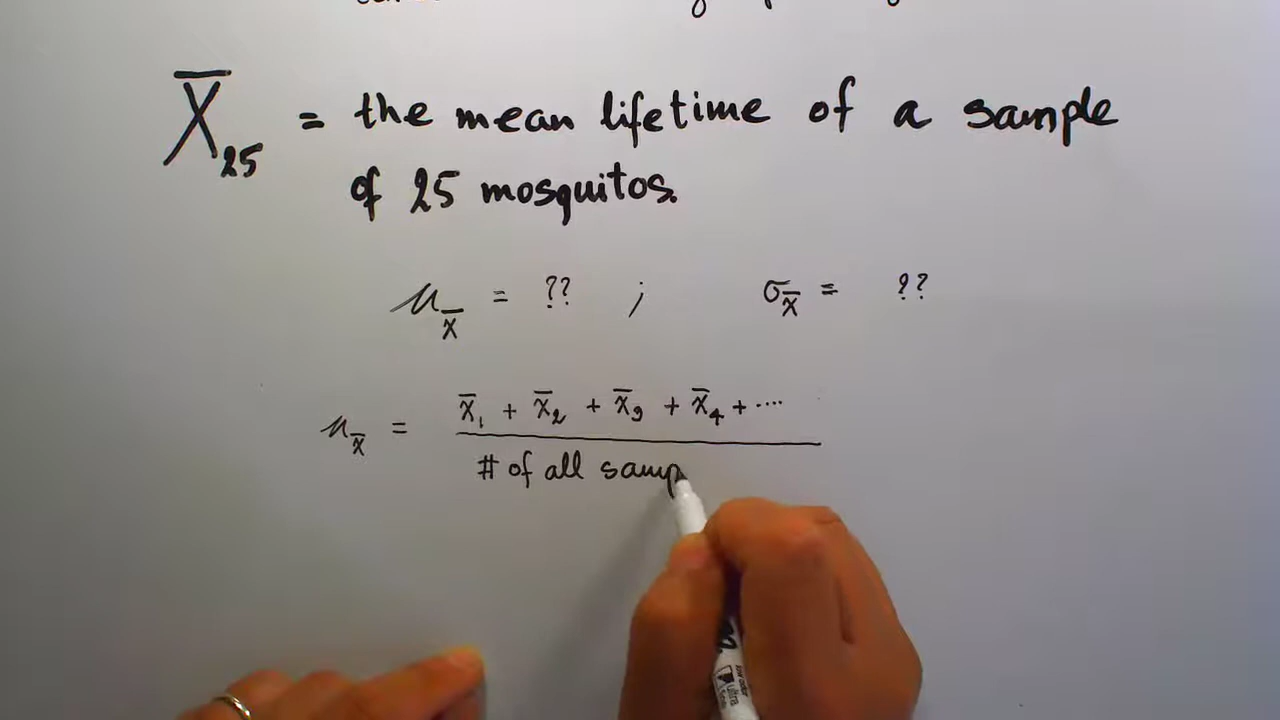 X̅₂₅ = the mean lifetime of a sample
of 25 mosquitos.
μ_X̅ = ?? ; σ_X̅ = ??
μ_X̅ = x̅₁ + x̅₂ + x̅₃ + x̅₄ + ....
# of all samp
ultra